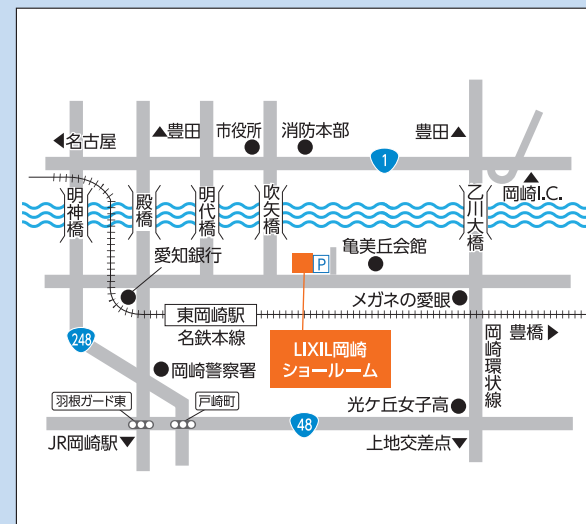 ◀名古屋
▲豊田
市役所
消防本部
豊田▲
1
岡崎I.C.
明神橋
殿橋
明代橋
吹矢橋
乙川大橋
愛知銀行
P
亀美丘会館
東岡崎駅
名鉄本線
メガネの愛眼
248
LIXIL岡崎
ショールーム
岡崎環状線
豊橋▶
岡崎警察署
羽根ガード東
戸崎町
光ケ丘女子高
48
JR岡崎駅▼
上地交差点▼